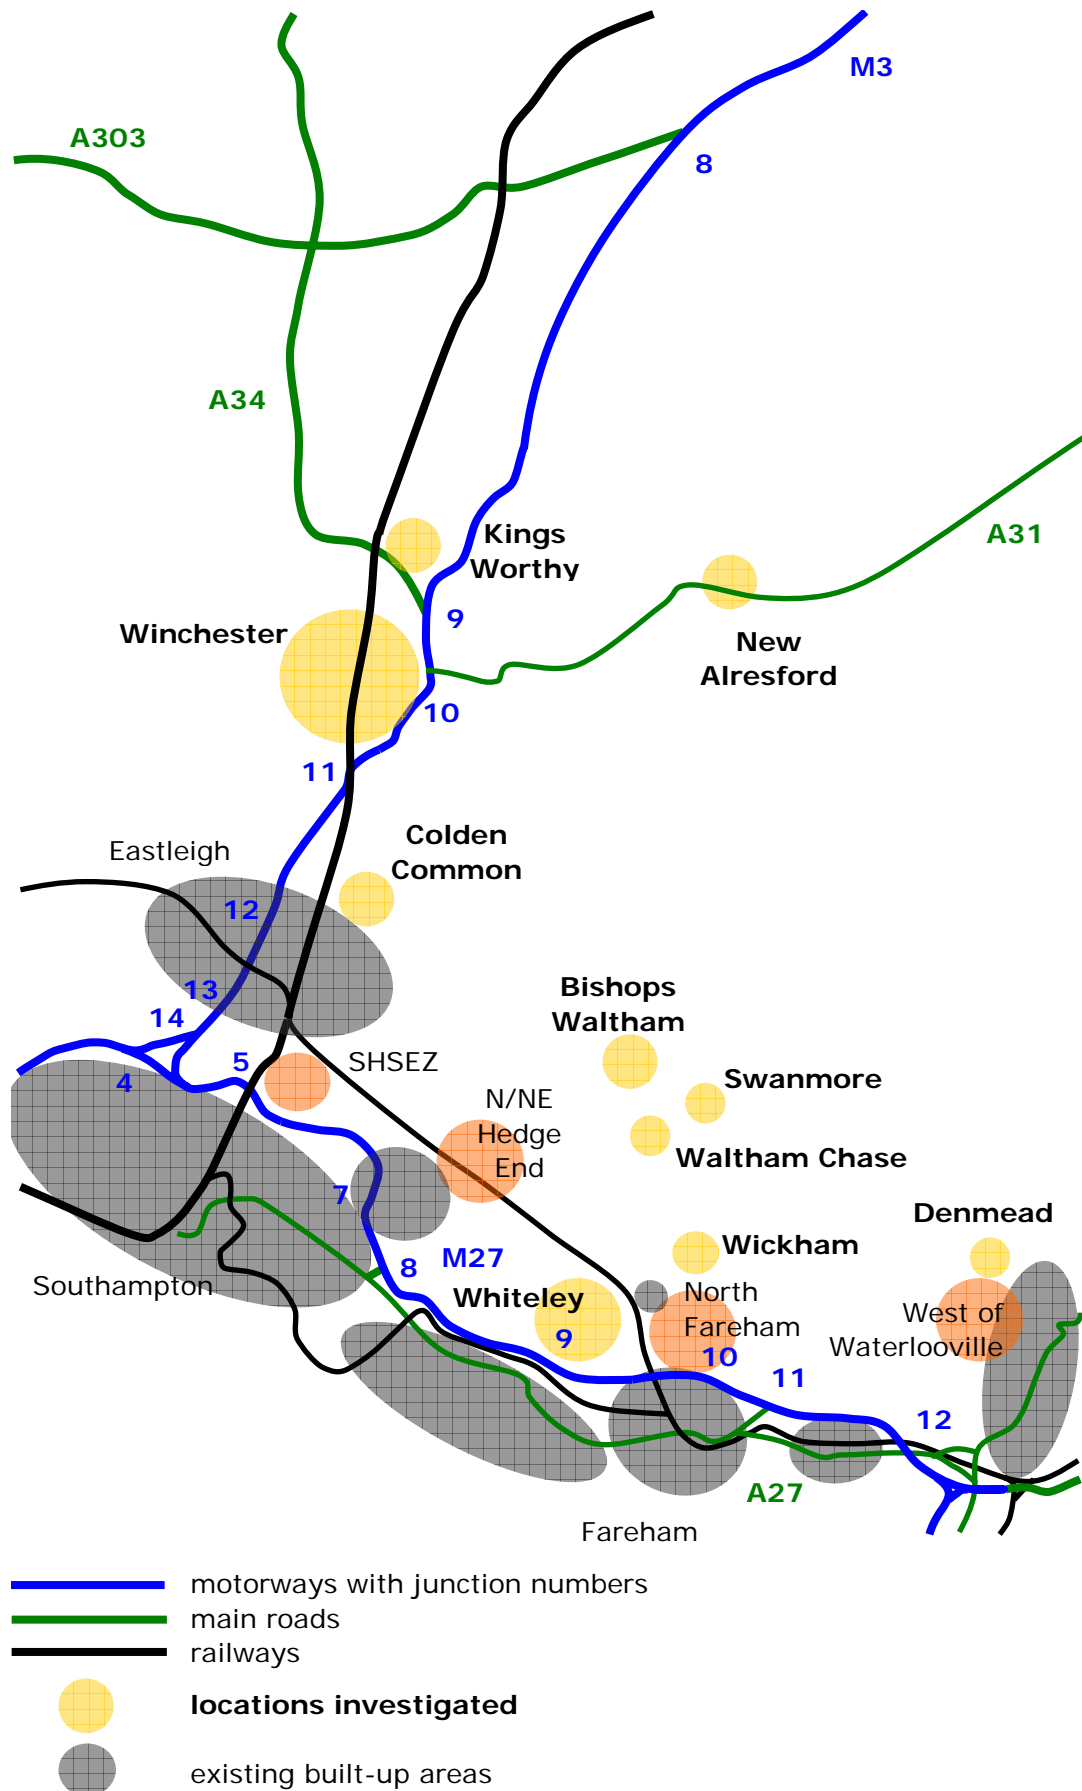 M3
A303
8
A34
A31
Kings
Worthy
9
Winchester
New
Alresford
10
11
Colden
Common
Eastleigh
12
13
14
Bishops
Waltham
5
SHSEZ
4
Swanmore
N/NE
Hedge
End
Waltham Chase
7
Denmead
Wickham
M27
8
Southampton
Whiteley
9
North
Fareham
10
West of
Waterlooville
11
12
A27
Fareham
motorways with junction numbers
main roads
railways
locations investigated
existing built-up areas